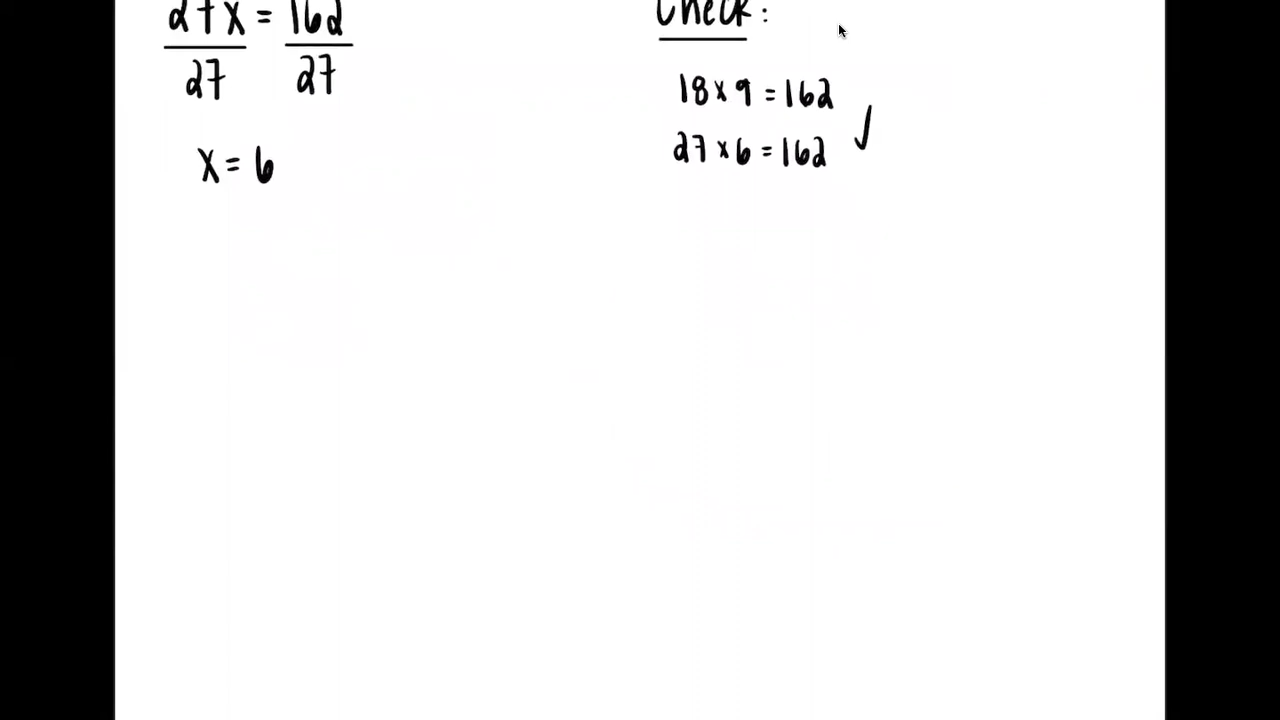 27x = 162
27 27
x = 6
Check:
18 x 9 = 162
27 x 6 = 162 ✓